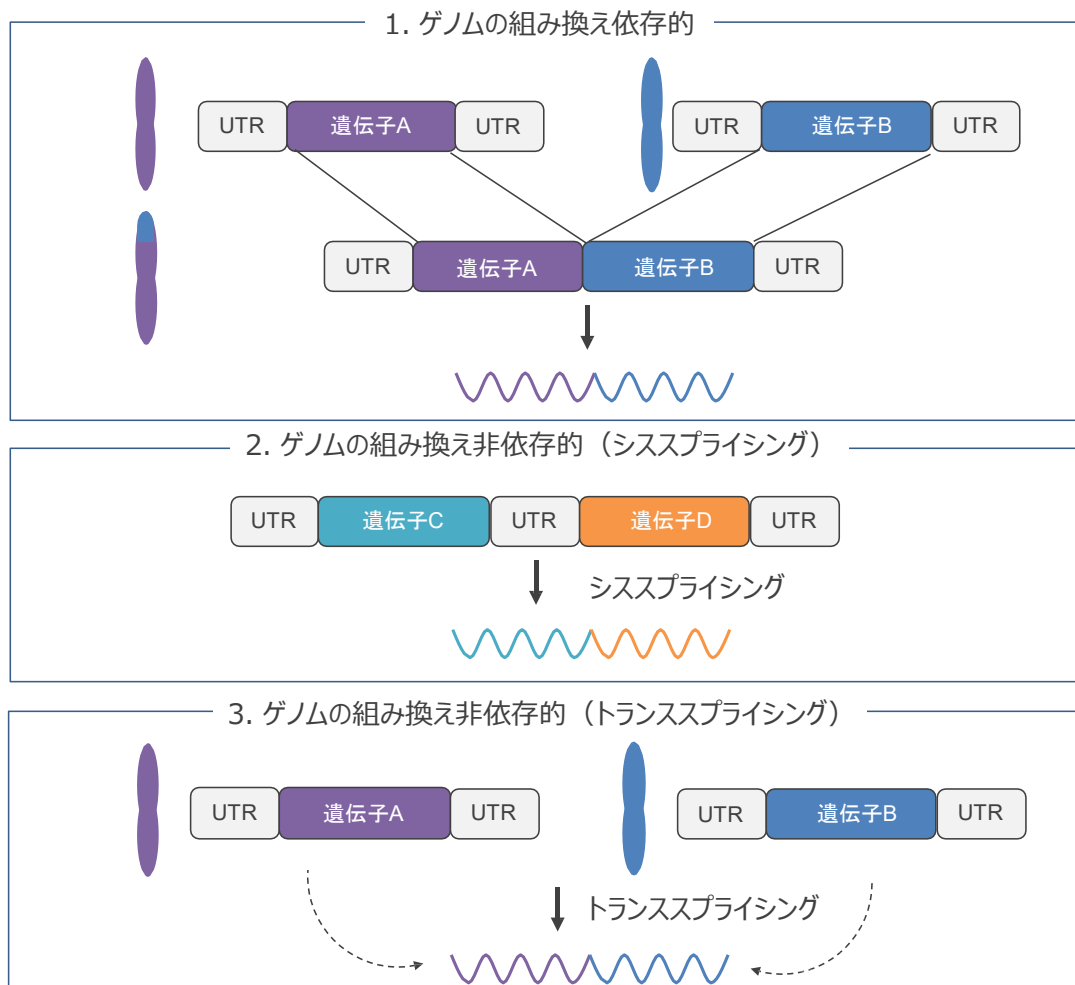 1. ゲノムの組み換え依存的
UTR 遺伝子A UTR UTR 遺伝子B UTR
UTR 遺伝子A 遺伝子B UTR
2. ゲノムの組み換え非依存的（シススプライシング）
UTR 遺伝子C UTR 遺伝子D UTR
シススプライシング
3. ゲノムの組み換え非依存的（トランススプライシング）
UTR 遺伝子A UTR UTR 遺伝子B UTR
トランススプライシング